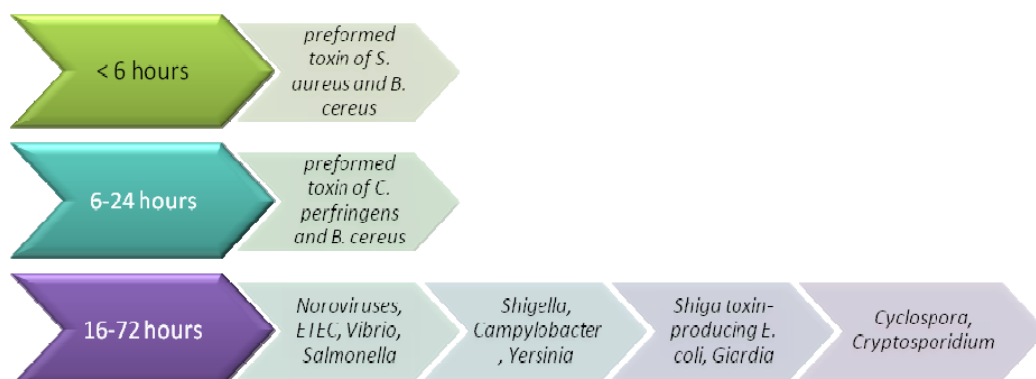 < 6 hours
preformed
toxin of S.
aureus and B.
cereus
6-24 hours
preformed
toxin of C.
perfringens
and B. cereus
16-72 hours
Noroviruses,
ETEC, Vibrio,
Salmonella
Shigella,
Campylobacter
, Yersinia
Shiga toxin-
producing E.
coli, Giardia
Cyclospora,
Cryptosporidium